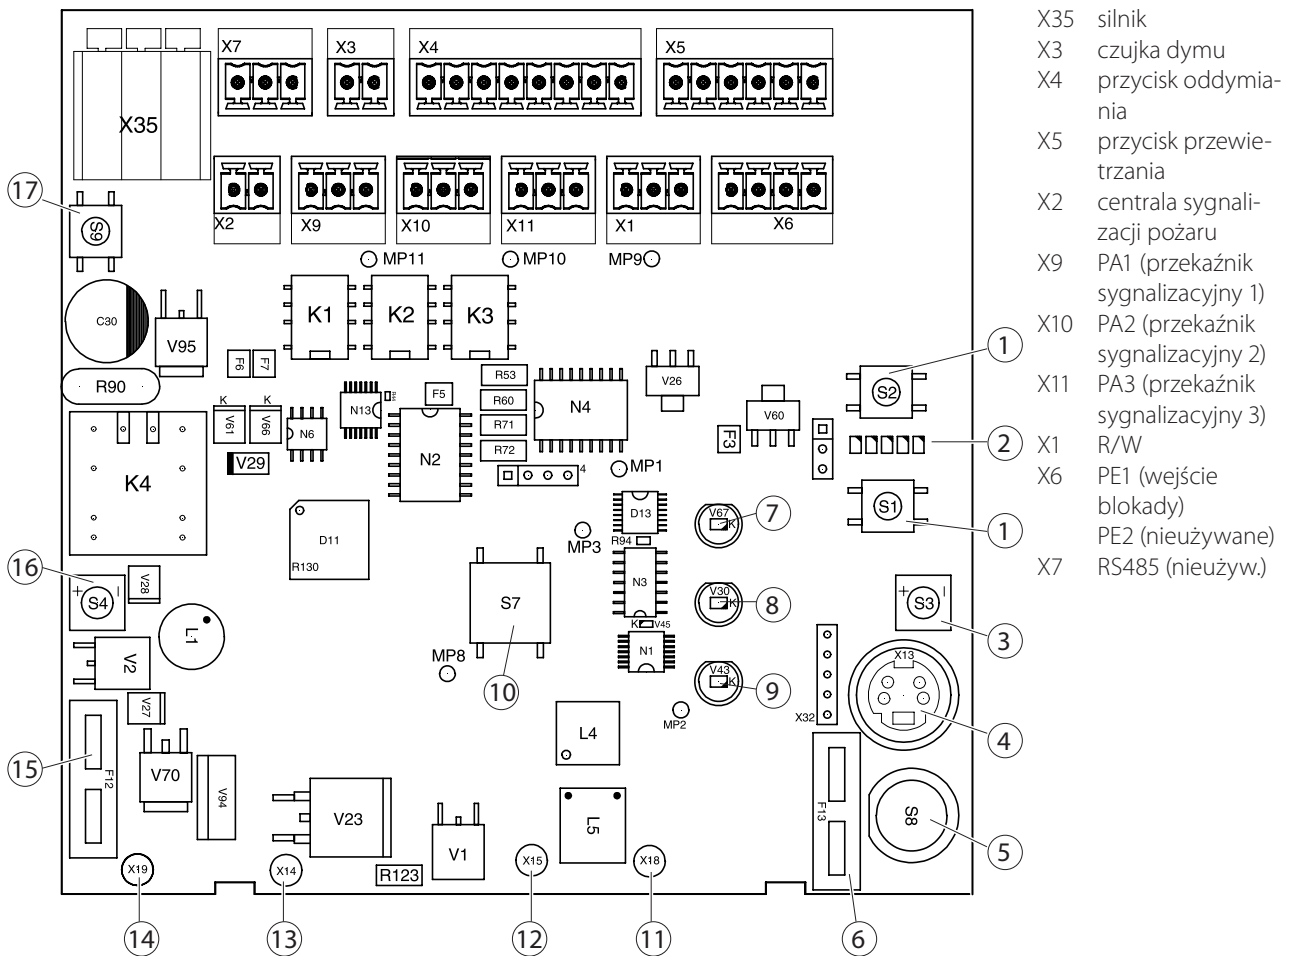 X7
X3
X4
X5
X35
X2
X9
X10
X11
X1
X6
17
S9
MP11
MP10
MP9
C30
K1
K2
K3
V95
1
R90
F6
F7
R53
V26
S2
K
K
V61
V66
N13
F5
R60
N4
V60
N6
R71
F3
2
V29
N2
R72
4
MP1
K4
S1
D11
R130
D13
V67
K
7
1
MP3
R94
16
S4
+
−
V28
S7
N3
V30
K
8
S3
+
−
3
L1
K
V45
V2
MP8
N1
V43
K
9
X13
10
MP2
X32
4
V27
L4
15
F12
V70
V94
V23
L5
F13
S8
V1
5
X19
X14
R123
X15
X18
14
13
12
11
6
X35 silnik
X3 czujka dymu
X4 przycisk oddymia-
nia
X5 przycisk przewie-
trzania
X2 centrala sygnali-
zacji pożaru
X9 PA1 (przekaźnik
sygnalizacyjny 1)
X10 PA2 (przekaźnik
sygnalizacyjny 2)
X11 PA3 (przekaźnik
sygnalizacyjny 3)
X1 R/W
X6 PE1 (wejście
blokady)
PE2 (nieużywane)
X7 RS485 (nieużyw.)